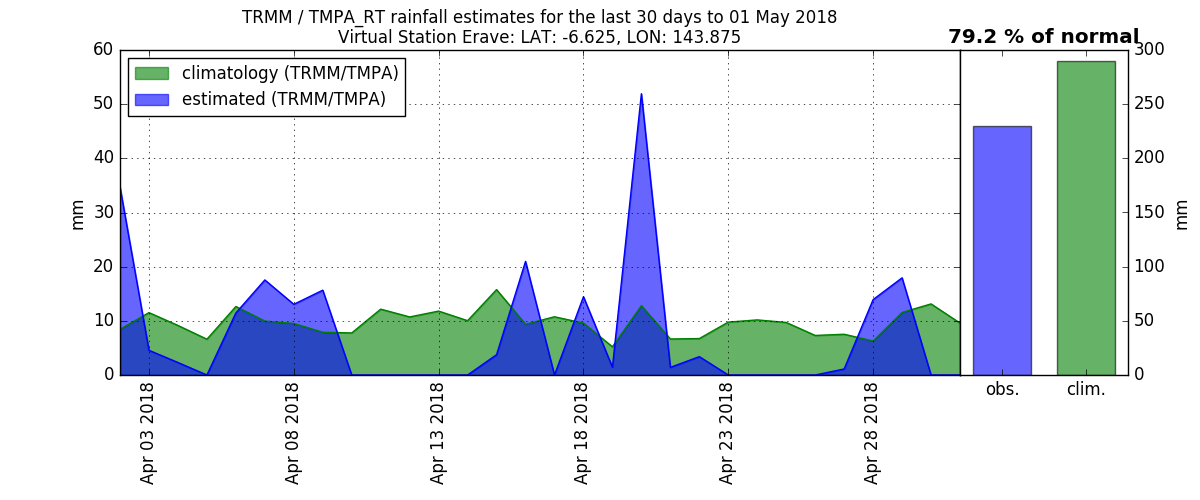 TRMM / TMPA_RT rainfall estimates for the last 30 days to 01 May 2018
Virtual Station Erave: LAT: -6.625, LON: 143.875
79.2 % of normal
climatology (TRMM/TMPA)
estimated (TRMM/TMPA)
60
50
40
30
20
10
0
mm
Apr 03 2018
Apr 08 2018
Apr 13 2018
Apr 18 2018
Apr 23 2018
Apr 28 2018
300
250
200
150
100
50
0
mm
obs.
clim.